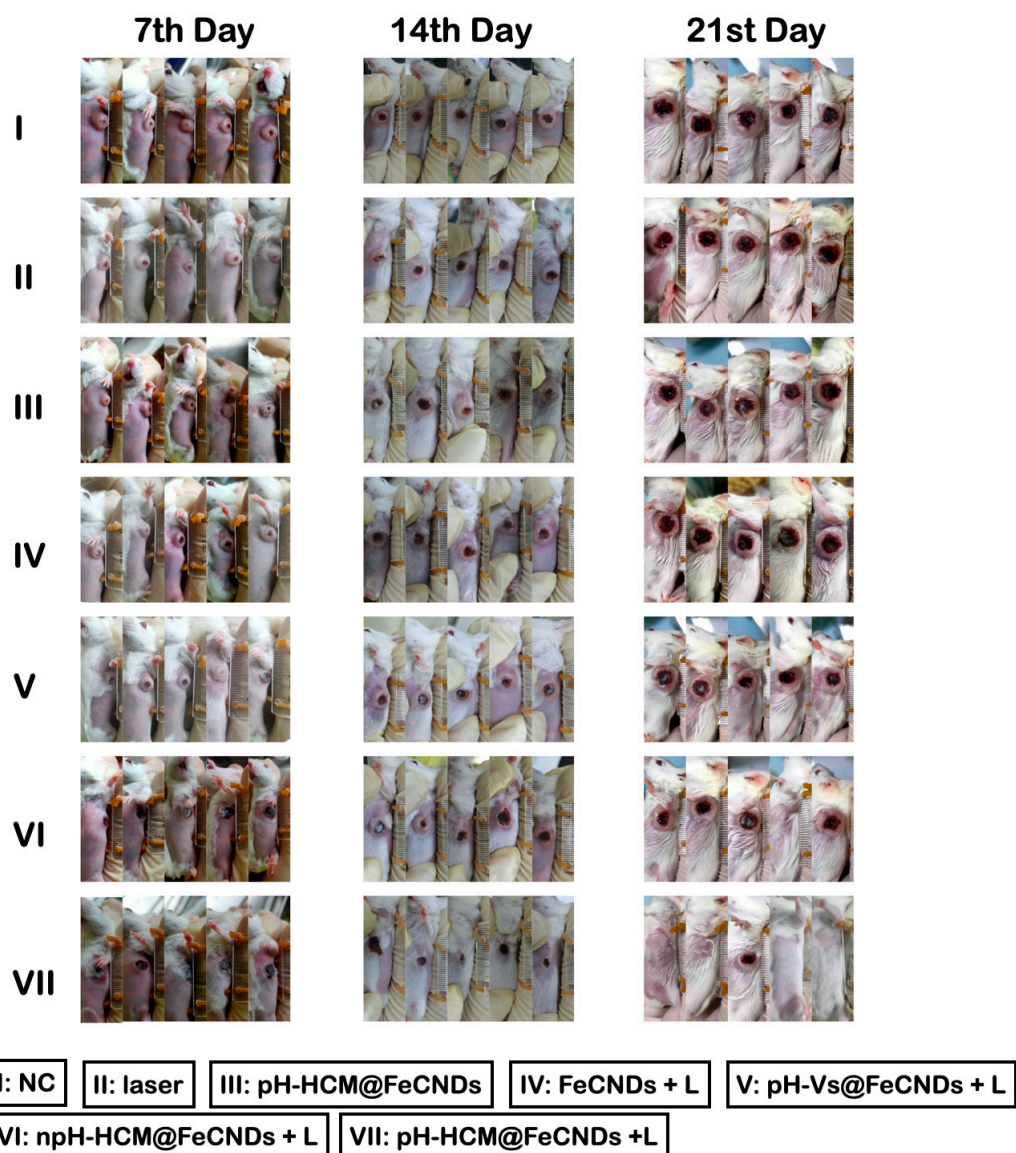 7th Day 14th Day 21st Day
I
II
III
IV
V
VI
VII
I: NC II: laser III: pH-HCM@FeCNDs IV: FeCNDs + L V: pH-Vs@FeCNDs + L
VI: npH-HCM@FeCNDs + L VII: pH-HCM@FeCNDs +L